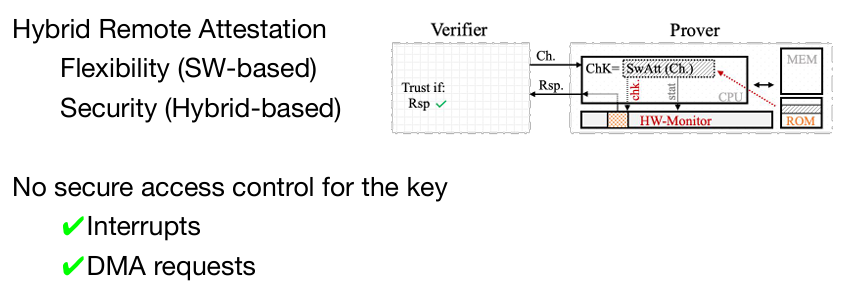 Hybrid Remote Attestation
Flexibility (SW-based)
Security (Hybrid-based)
Verifier
Trust if:
Rsp ✓
Ch.
Rsp.
Prover
ChK= SwAtt (Ch.)
chk.
stat
CPU
HW-Monitor
MEM
ROM
No secure access control for the key
✔Interrupts
✔DMA requests